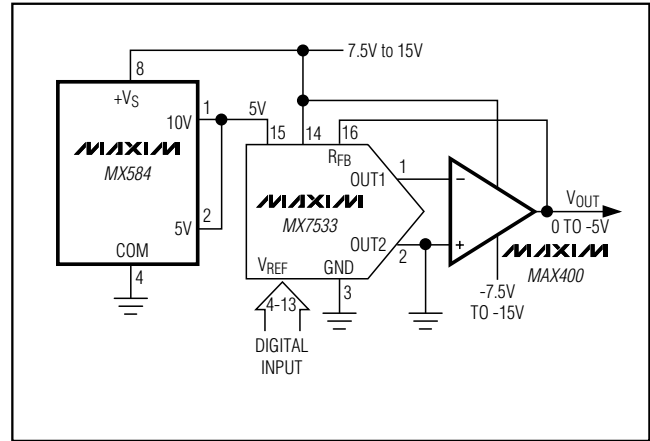 7.5V to 15V
8
+VS
1
10V
5V
15
14
16
MAXIM
MX584
2
5V
COM
4
RFB
OUT1
1
MAXIM
MX7533
OUT2
2
VREF
GND
3
4-13
DIGITAL
INPUT
−
+
VOUT
0 TO -5V
MAXIM
MAX400
-7.5V
TO -15V